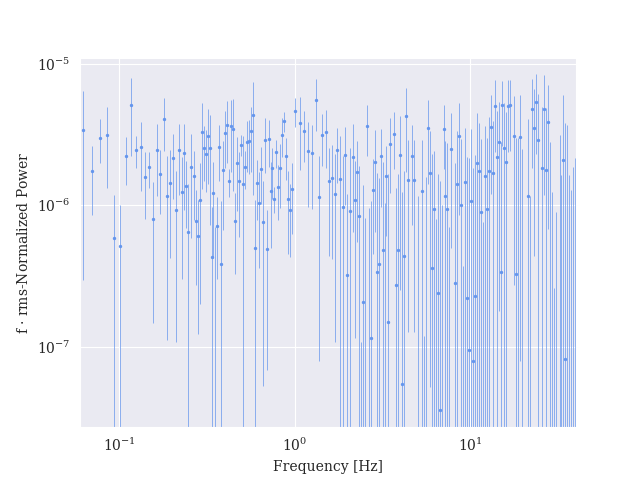 10⁻⁵
10⁻⁶
10⁻⁷
f · rms-Normalized Power
10⁻¹ 10⁰ 10¹
Frequency [Hz]